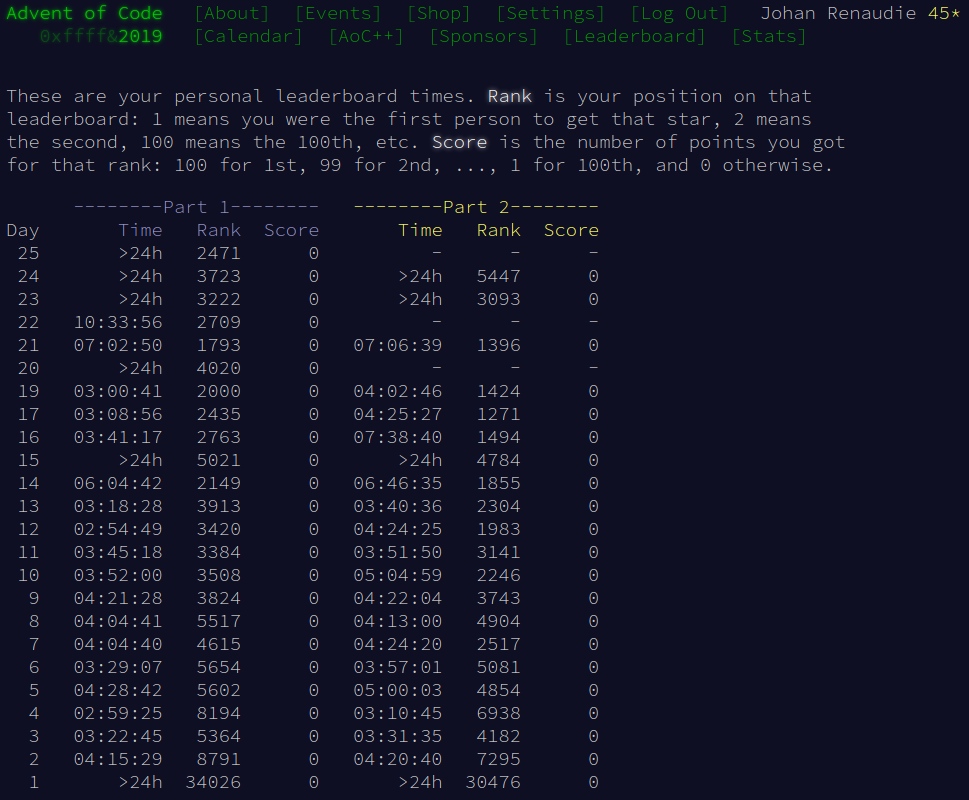 Advent of Code [About] [Events] [Shop] [Settings] [Log Out] Johan Renaudie 45*
0xffff&2019 [Calendar] [AoC++] [Sponsors] [Leaderboard] [Stats]
These are your personal leaderboard times. Rank is your position on that
leaderboard: 1 means you were the first person to get that star, 2 means
the second, 100 means the 100th, etc. Score is the number of points you got
for that rank: 100 for 1st, 99 for 2nd, ..., 1 for 100th, and 0 otherwise.
--------Part 1-------- --------Part 2--------
Day Time Rank Score Time Rank Score
25 >24h 2471 0 - - -
24 >24h 3723 0 >24h 5447 0
23 >24h 3222 0 >24h 3093 0
22 10:33:56 2709 0 - - -
21 07:02:50 1793 0 07:06:39 1396 0
20 >24h 4020 0 - - -
19 03:00:41 2000 0 04:02:46 1424 0
17 03:08:56 2435 0 04:25:27 1271 0
16 03:41:17 2763 0 07:38:40 1494 0
15 >24h 5021 0 >24h 4784 0
14 06:04:42 2149 0 06:46:35 1855 0
13 03:18:28 3913 0 03:40:36 2304 0
12 02:54:49 3420 0 04:24:25 1983 0
11 03:45:18 3384 0 03:51:50 3141 0
10 03:52:00 3508 0 05:04:59 2246 0
9 04:21:28 3824 0 04:22:04 3743 0
8 04:04:41 5517 0 04:13:00 4904 0
7 04:04:40 4615 0 04:24:20 2517 0
6 03:29:07 5654 0 03:57:01 5081 0
5 04:28:42 5602 0 05:00:03 4854 0
4 02:59:25 8194 0 03:10:45 6938 0
3 03:22:45 5364 0 03:31:35 4182 0
2 04:15:29 8791 0 04:20:40 7295 0
1 >24h 34026 0 >24h 30476 0